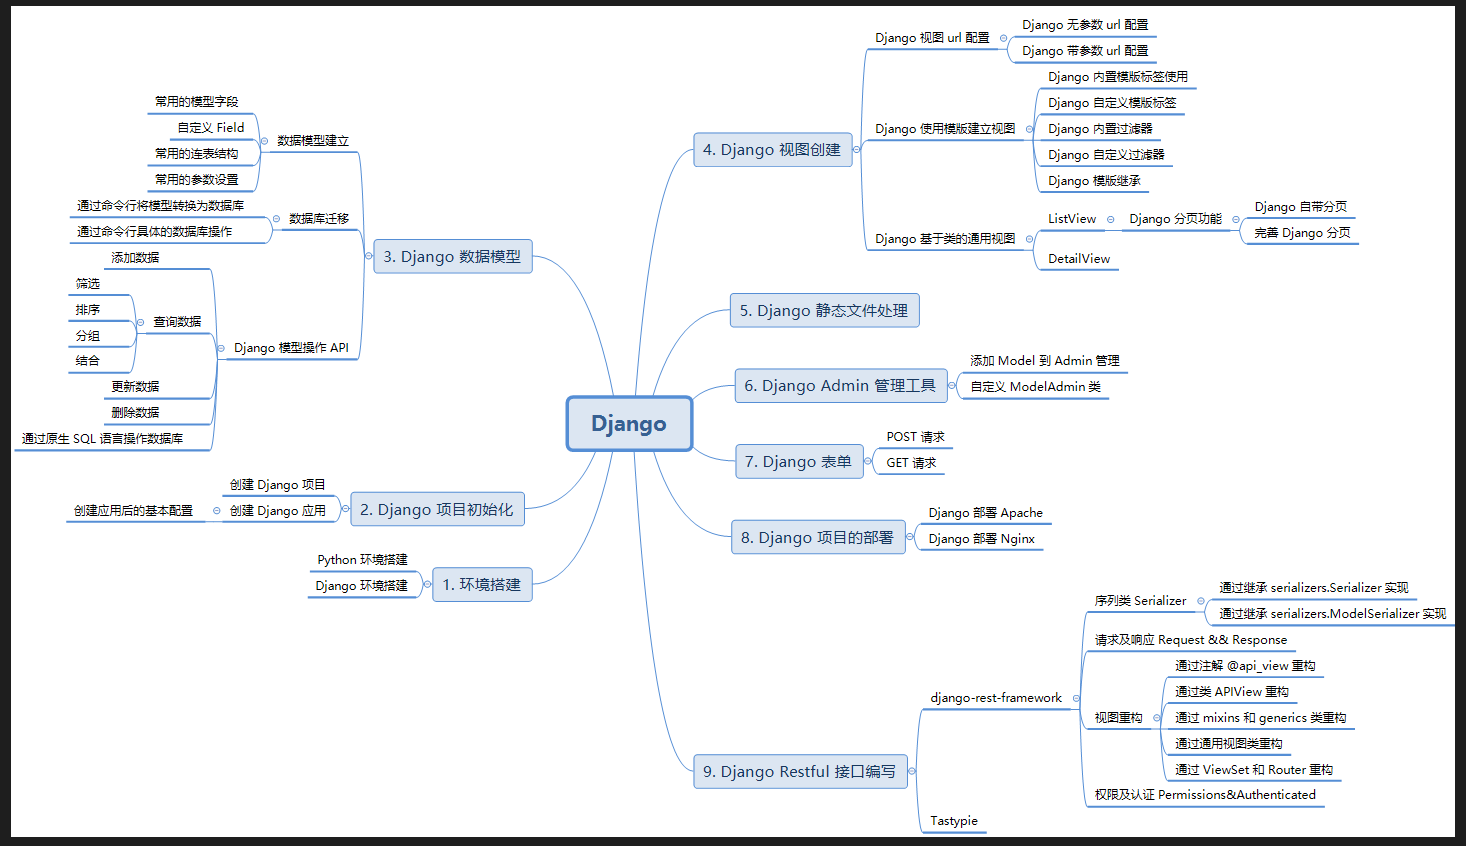 Django
1. 环境搭建
Python 环境搭建
Django 环境搭建
2. Django 项目初始化
创建 Django 项目
创建 Django 应用
创建应用后的基本配置
3. Django 数据模型
数据模型建立
常用的模型字段
自定义 Field
常用的连表结构
常用的参数设置
数据库迁移
通过命令行将模型转换为数据库
通过命令行具体的数据库操作
Django 模型操作 API
添加数据
查询数据
筛选
排序
分组
结合
更新数据
删除数据
通过原生 SQL 语言操作数据库
4. Django 视图创建
Django 视图 url 配置
Django 无参数 url 配置
Django 带参数 url 配置
Django 使用模版建立视图
Django 内置模版标签使用
Django 自定义模版标签
Django 内置过滤器
Django 自定义过滤器
Django 模版继承
Django 基于类的通用视图
ListView
Django 分页功能
Django 自带分页
完善 Django 分页
DetailView
5. Django 静态文件处理
6. Django Admin 管理工具
添加 Model 到 Admin 管理
自定义 ModelAdmin 类
7. Django 表单
POST 请求
GET 请求
8. Django 项目的部署
Django 部署 Apache
Django 部署 Nginx
9. Django Restful 接口编写
django-rest-framework
序列类 Serializer
通过继承 serializers.Serializer 实现
通过继承 serializers.ModelSerializer 实现
请求及响应 Request && Response
视图重构
通过注解 @api_view 重构
通过类 APIView 重构
通过 mixins 和 generics 类重构
通过通用视图类重构
通过 ViewSet 和 Router 重构
权限及认证 Permissions&Authenticated
Tastypie